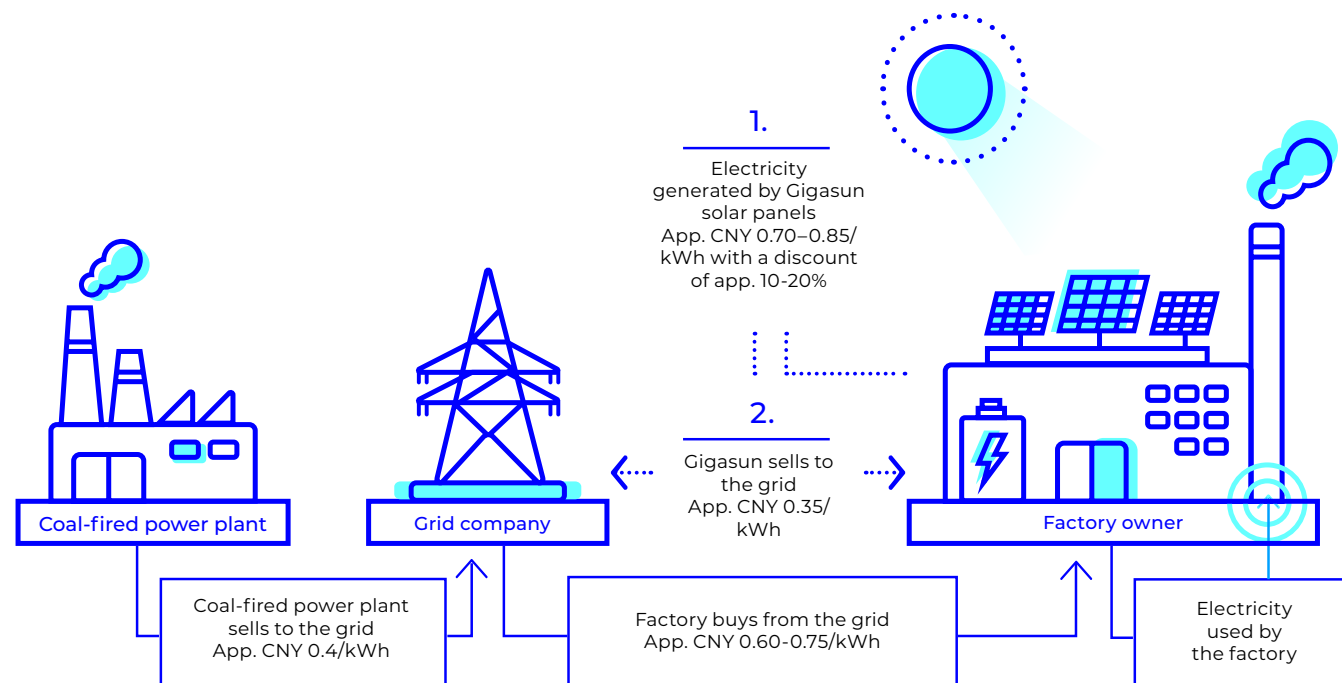 1.
Electricity
generated by Gigasun
solar panels
App. CNY 0.70–0.85/
kWh with a discount
of app. 10-20%
2.
Gigasun sells to
the grid
App. CNY 0.35/
kWh
Coal-fired power plant
Grid company
Factory owner
Coal-fired power plant
sells to the grid
App. CNY 0.4/kWh
Factory buys from the grid
App. CNY 0.60-0.75/kWh
Electricity
used by
the factory